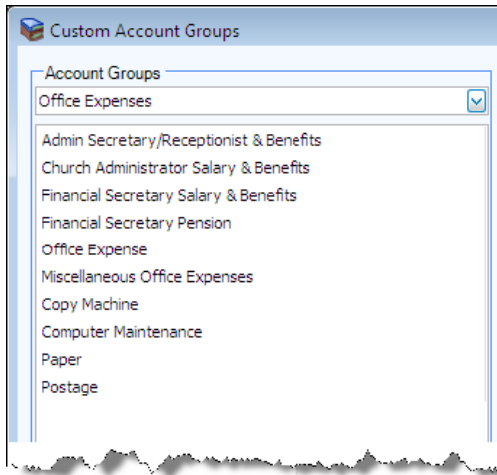 Custom Account Groups
Account Groups
Office Expenses
Admin Secretary/Receptionist & Benefits
Church Administrator Salary & Benefits
Financial Secretary Salary & Benefits
Financial Secretary Pension
Office Expense
Miscellaneous Office Expenses
Copy Machine
Computer Maintenance
Paper
Postage